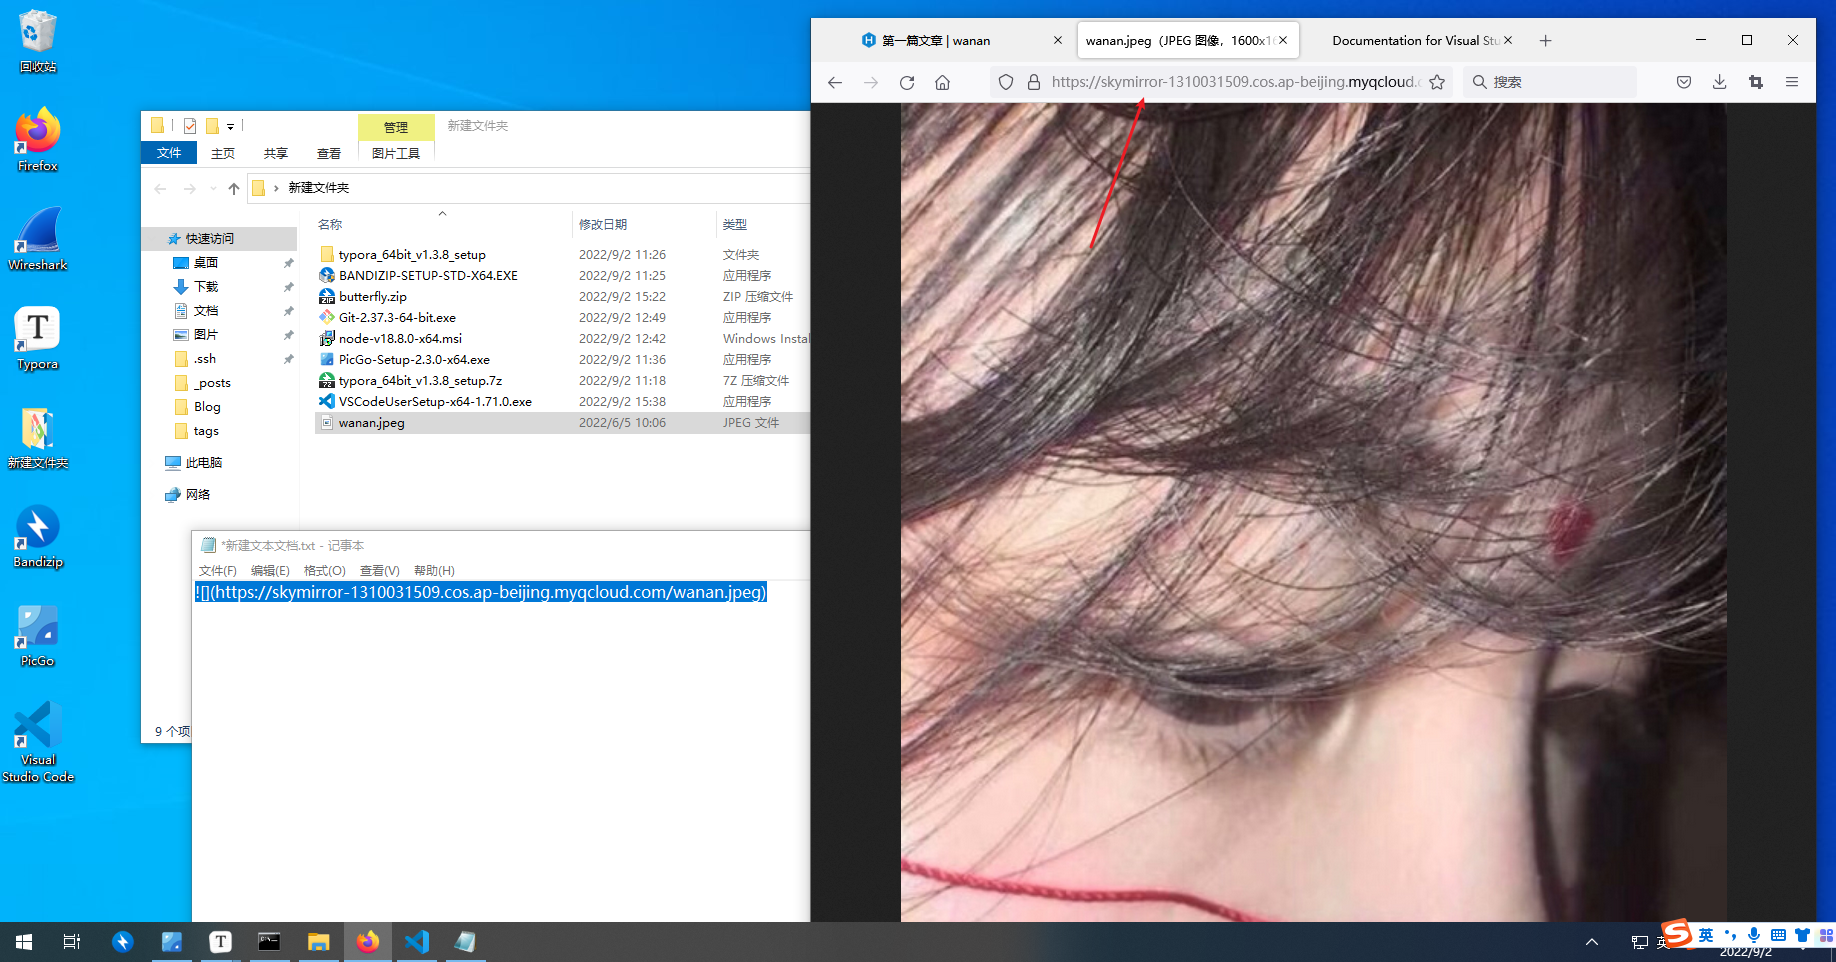 回收站
Firefox
Wireshark
Typora
新建文件夹
Bandizip
PicGo
Visual
Studio Code
管理
新建文件夹
文件
主页
共享
查看
图片工具
新建文件夹
名称
修改日期
类型
快速访问
桌面
下载
文档
图片
.ssh
_posts
Blog
tags
此电脑
网络
typora_64bit_v1.3.8_setup 2022/9/2 11:26 文件夹
BANDIZIP-SETUP-STD-X64.EXE 2022/9/2 11:25 应用程序
butterfly.zip 2022/9/2 15:22 ZIP 压缩文件
Git-2.37.3-64-bit.exe 2022/9/2 12:49 应用程序
node-v18.8.0-x64.msi 2022/9/2 12:42 Windows Instal
PicGo-Setup-2.3.0-x64.exe 2022/9/2 11:36 应用程序
typora_64bit_v1.3.8_setup.7z 2022/9/2 11:18 7Z 压缩文件
VSCodeUserSetup-x64-1.71.0.exe 2022/9/2 15:38 应用程序
wanan.jpeg 2022/6/5 10:06 JPEG 文件
9 个项
*新建文本文档.txt - 记事本
文件(F) 编辑(E) 格式(O) 查看(V) 帮助(H)
![](https://skymirror-1310031509.cos.ap-beijing.myqcloud.com/wanan.jpeg)
第一篇文章 | wanan
wanan.jpeg（JPEG 图像，1600x1
Documentation for Visual Stu
https://skymirror-1310031509.cos.ap-beijing.myqcloud.c
搜索
英
英
2022/9/2